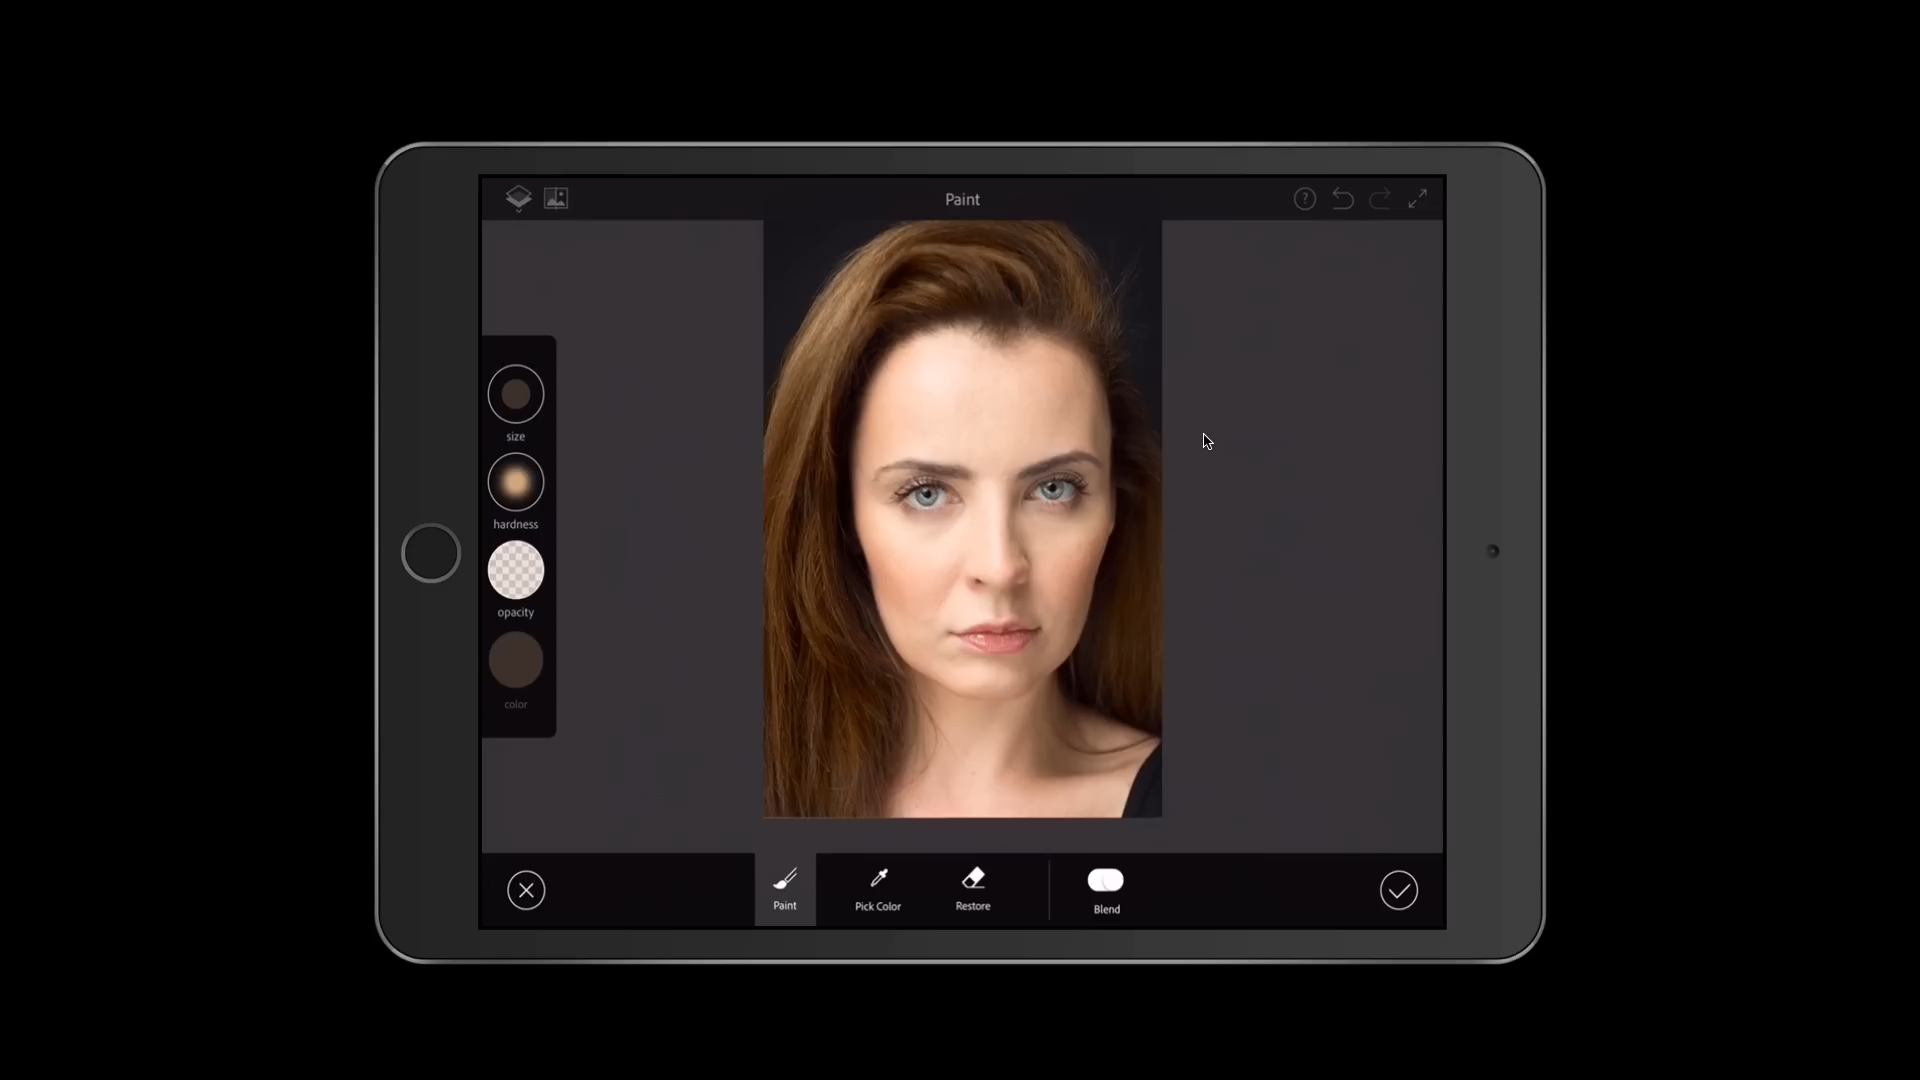 Paint
size
hardness
opacity
color
Paint
Pick Color
Restore
Blend